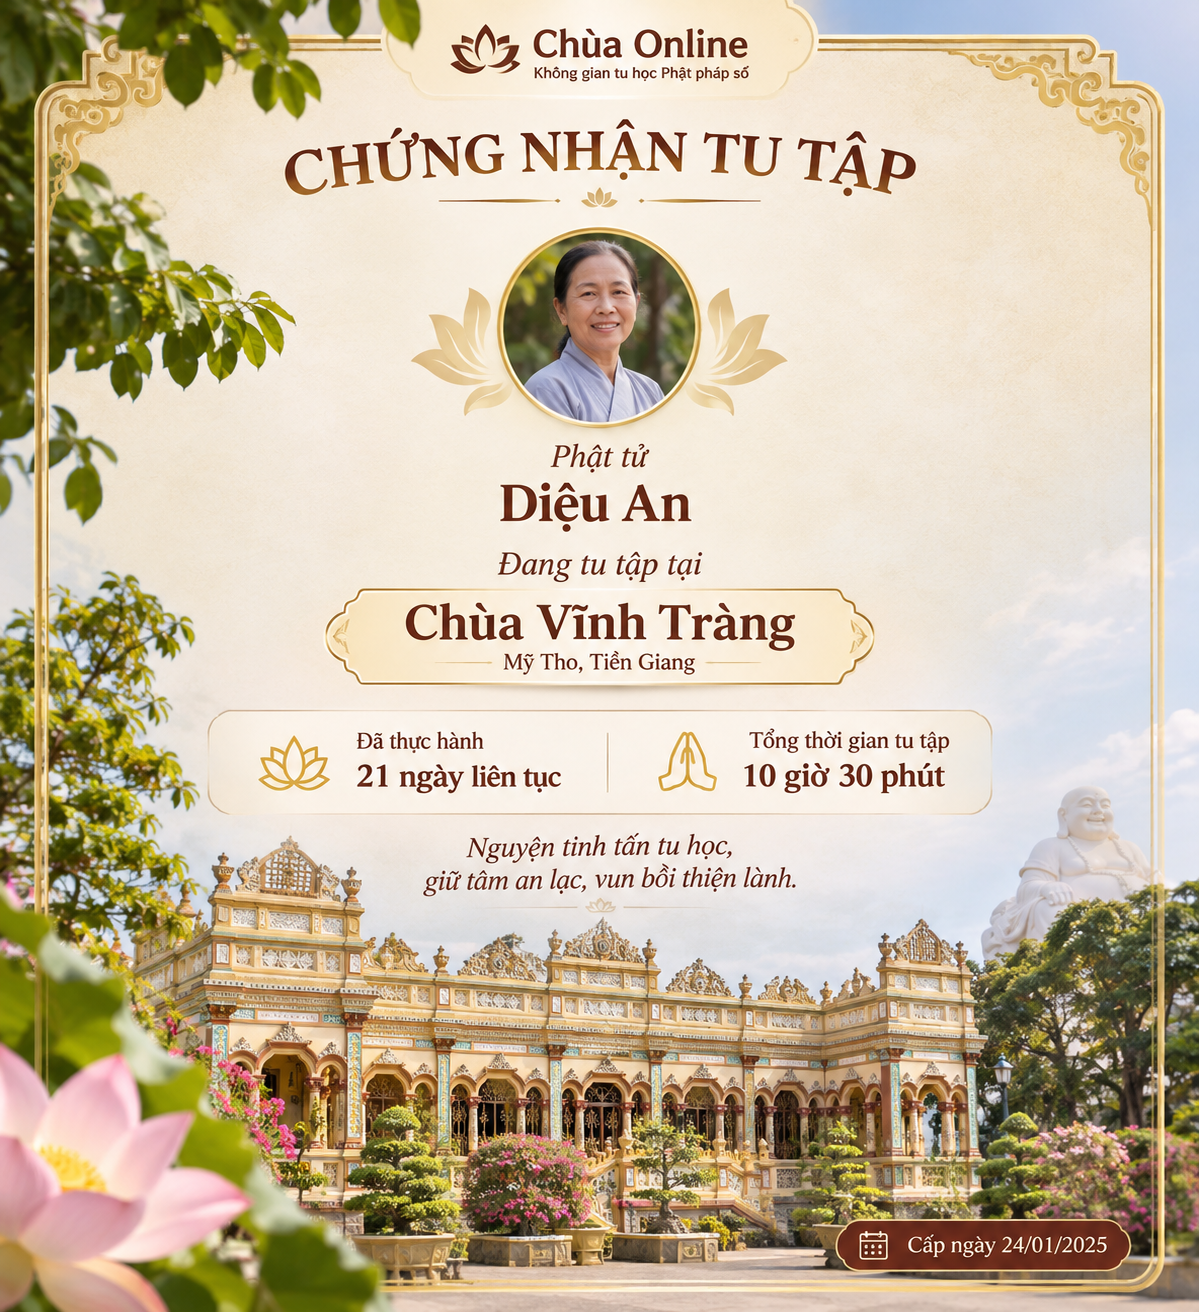 Chùa Online
Không gian tu học Phật pháp số
CHỨNG NHẬN TU TẬP
Phật tử
Diệu An
Đang tu tập tại
Chùa Vĩnh Tràng
Mỹ Tho, Tiền Giang
Đã thực hành
21 ngày liên tục
Tổng thời gian tu tập
10 giờ 30 phút
Nguyện tinh tấn tu học,
giữ tâm an lạc, vun bồi thiện lành.
Cấp ngày 24/01/2025